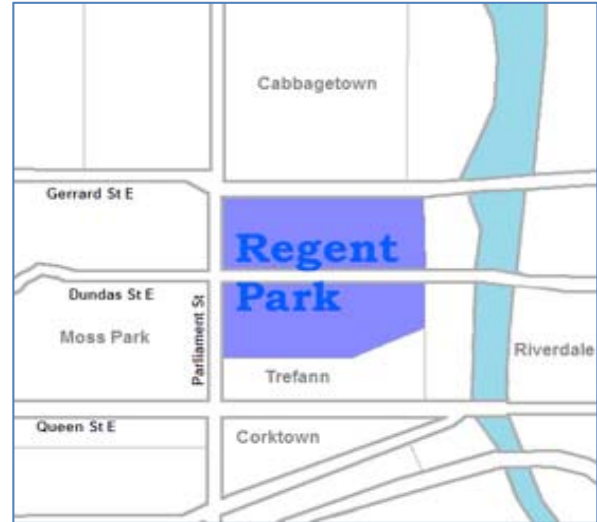 Cabbagetown
Gerrard St E
Regent
Park
Dundas St E
Parliament St
Moss Park
Riverdale
Trefann
Queen St E
Corktown